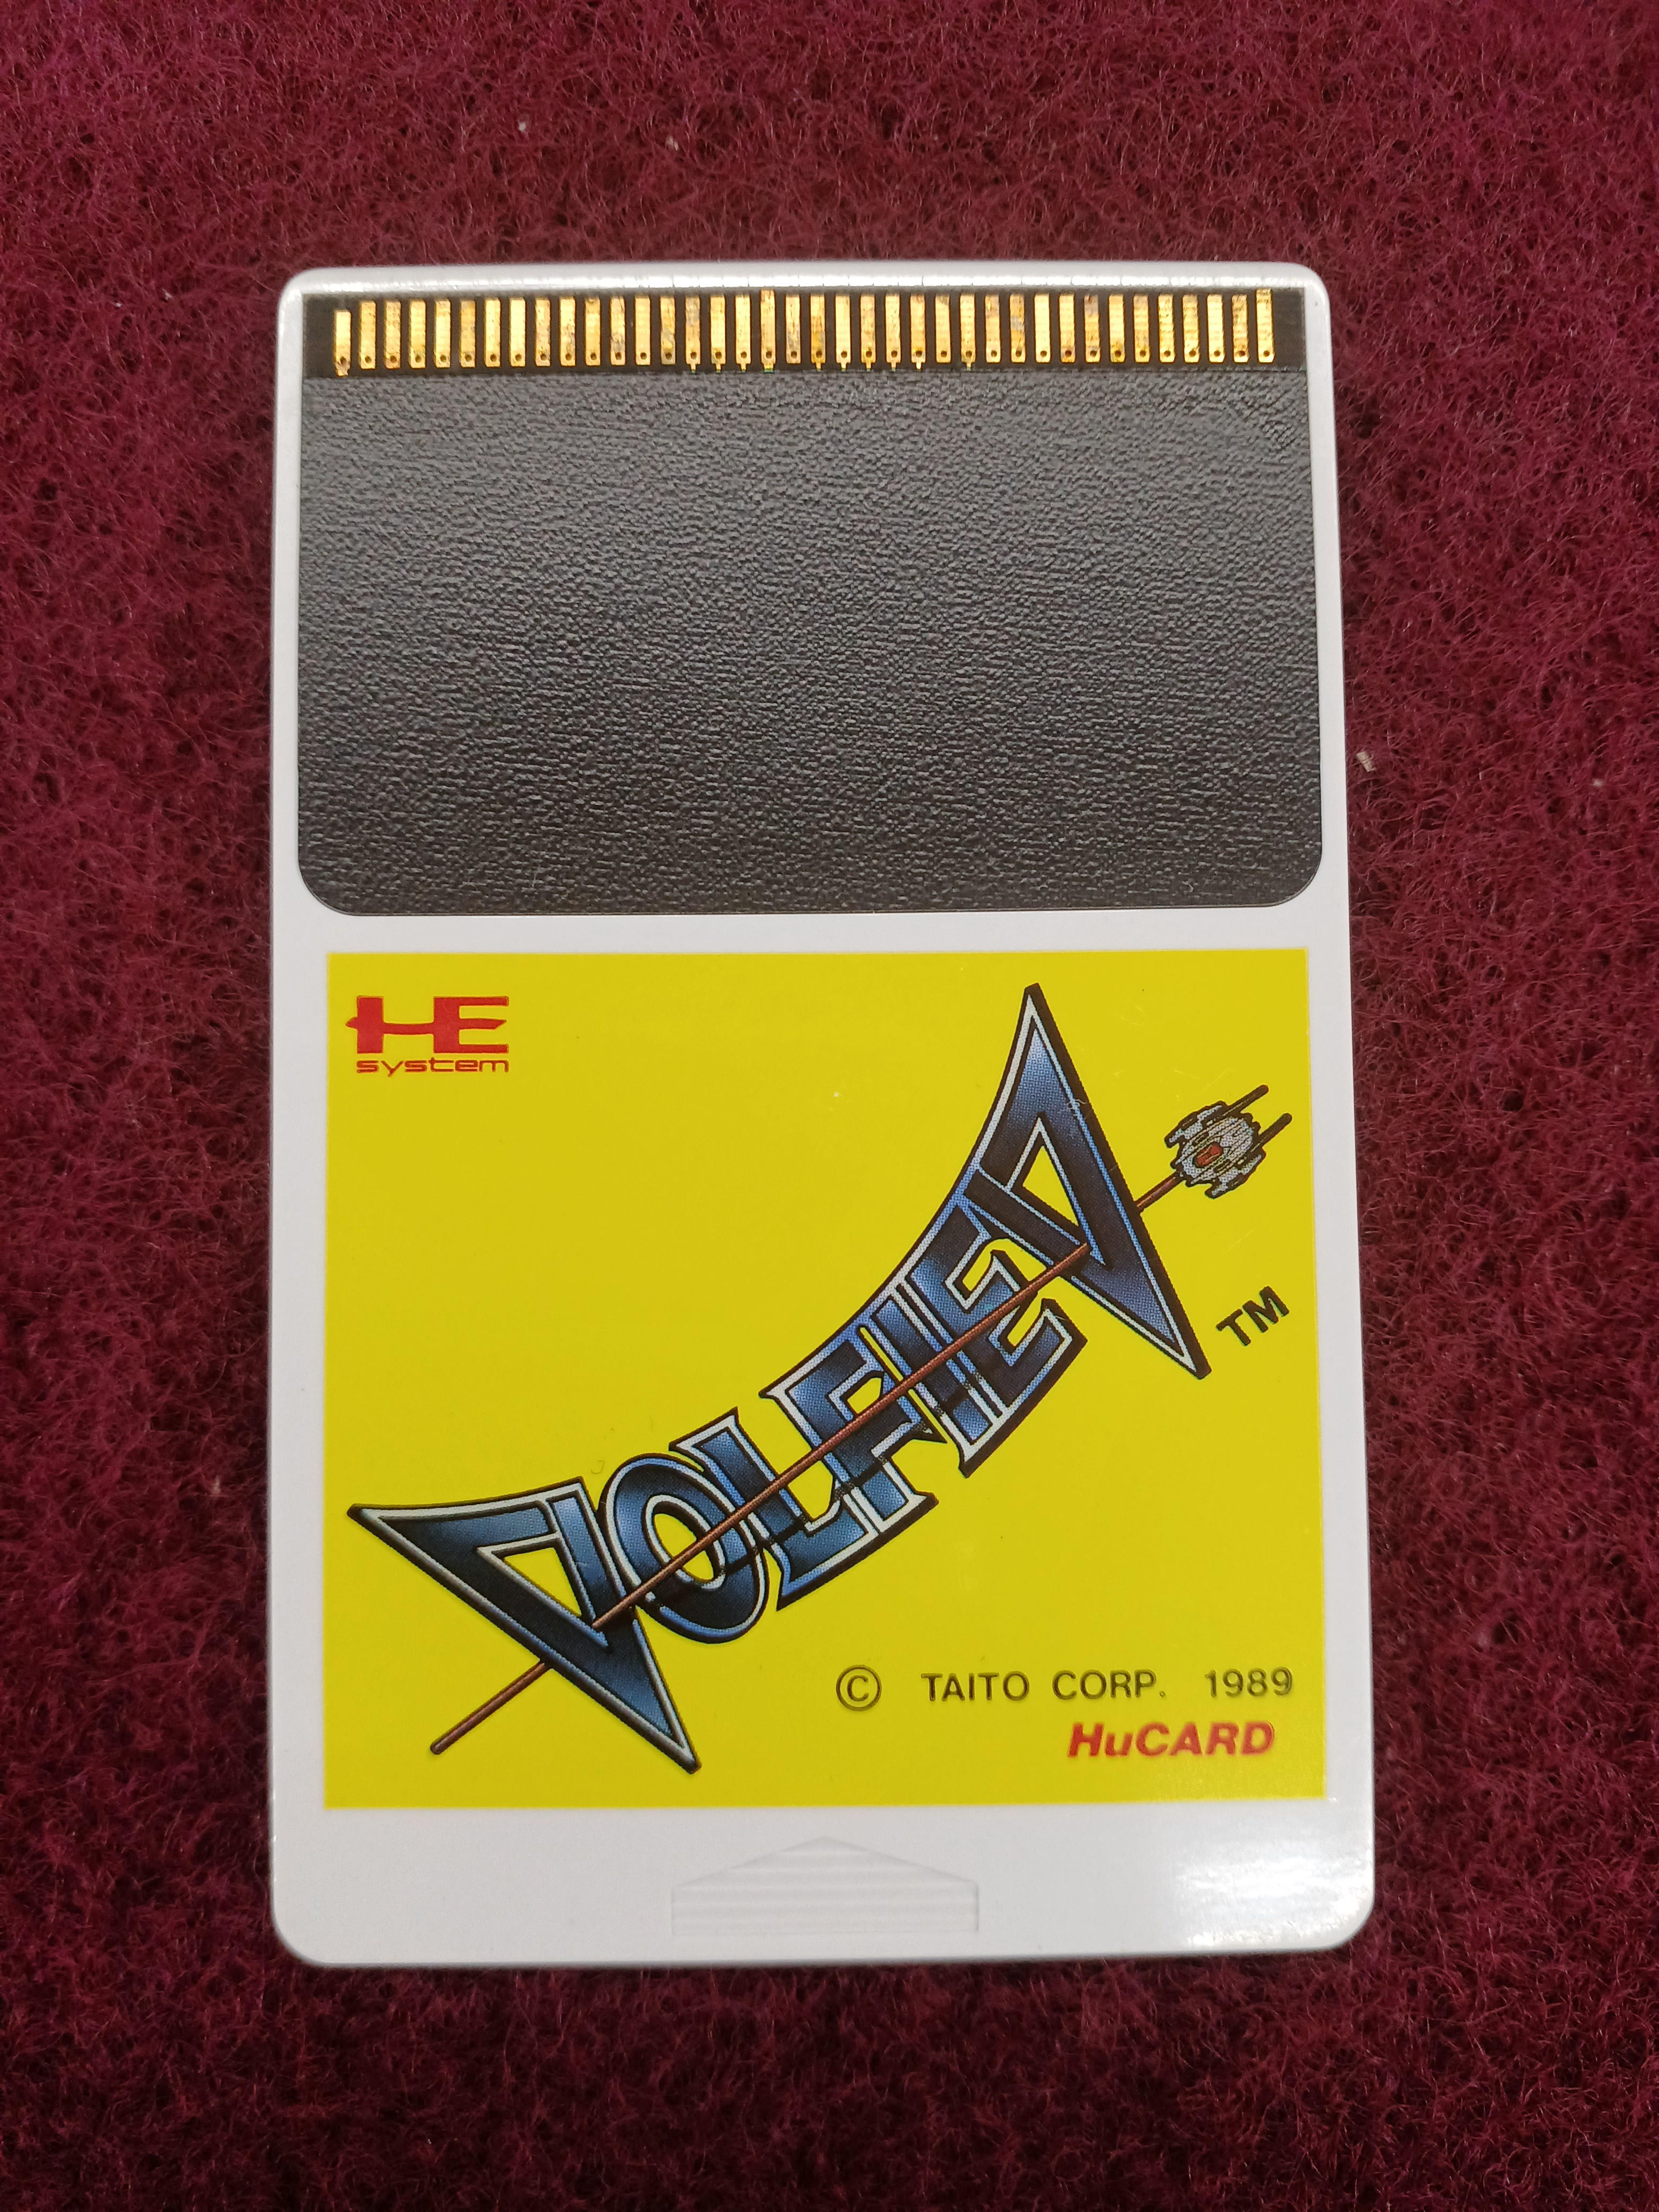 HE
system
VOLFIED
TM
© TAITO CORP. 1989
HuCARD